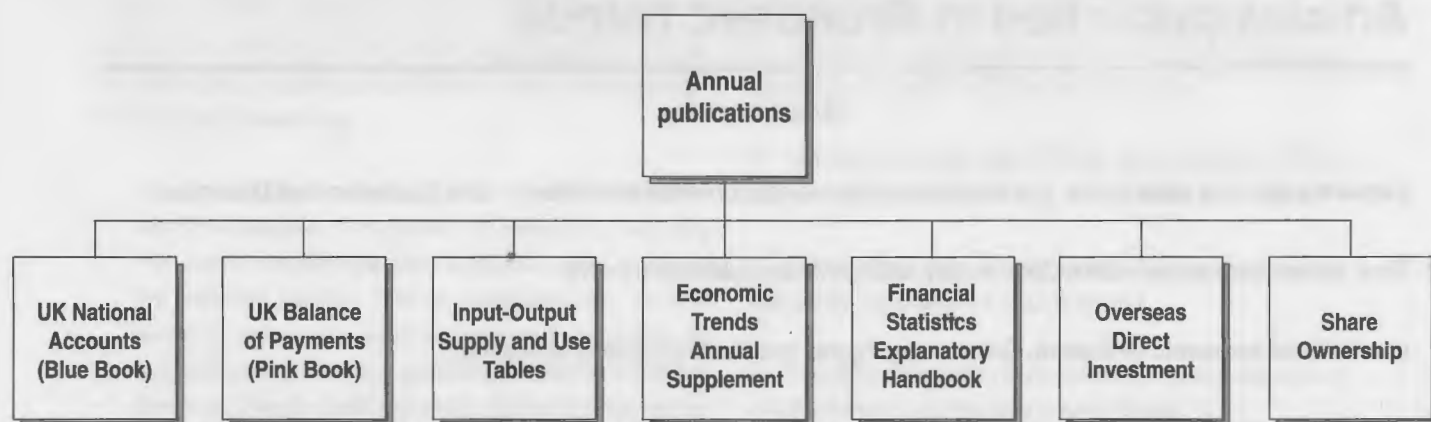 Annual
publications
UK National
Accounts
(Blue Book)
UK Balance
of Payments
(Pink Book)
Input-Output
Supply and Use
Tables
Economic
Trends
Annual
Supplement
Financial
Statistics
Explanatory
Handbook
Overseas
Direct
Investment
Share
Ownership